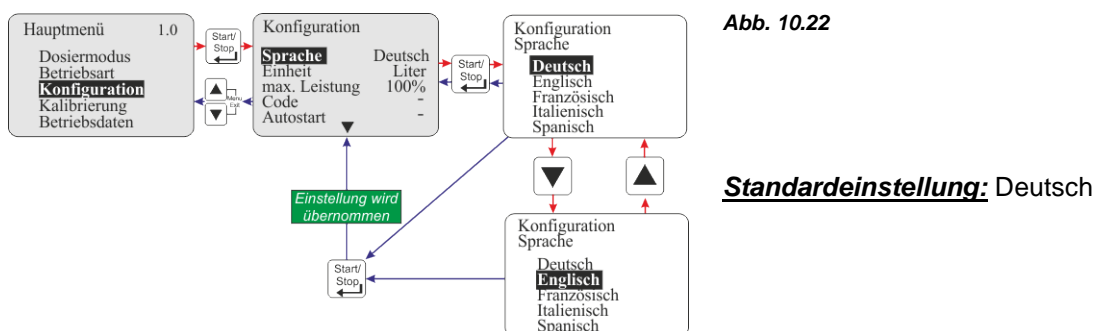 Hauptmenü 1.0
Dosiermodus
Betriebsart
Konfiguration
Kalibrierung
Betriebsdaten
Start/
Stop
Menu
Exit
Konfiguration
Sprache Deutsch
Einheit Liter
max. Leistung 100%
Code -
Autostart -
Start/
Stop
Konfiguration
Sprache
Deutsch
Englisch
Französisch
Italienisch
Spanisch
Abb. 10.22
Standardeinstellung: Deutsch
Einstellung wird
übernommen
Start/
Stop
Konfiguration
Sprache
Deutsch
Englisch
Französisch
Italienisch
Spanisch